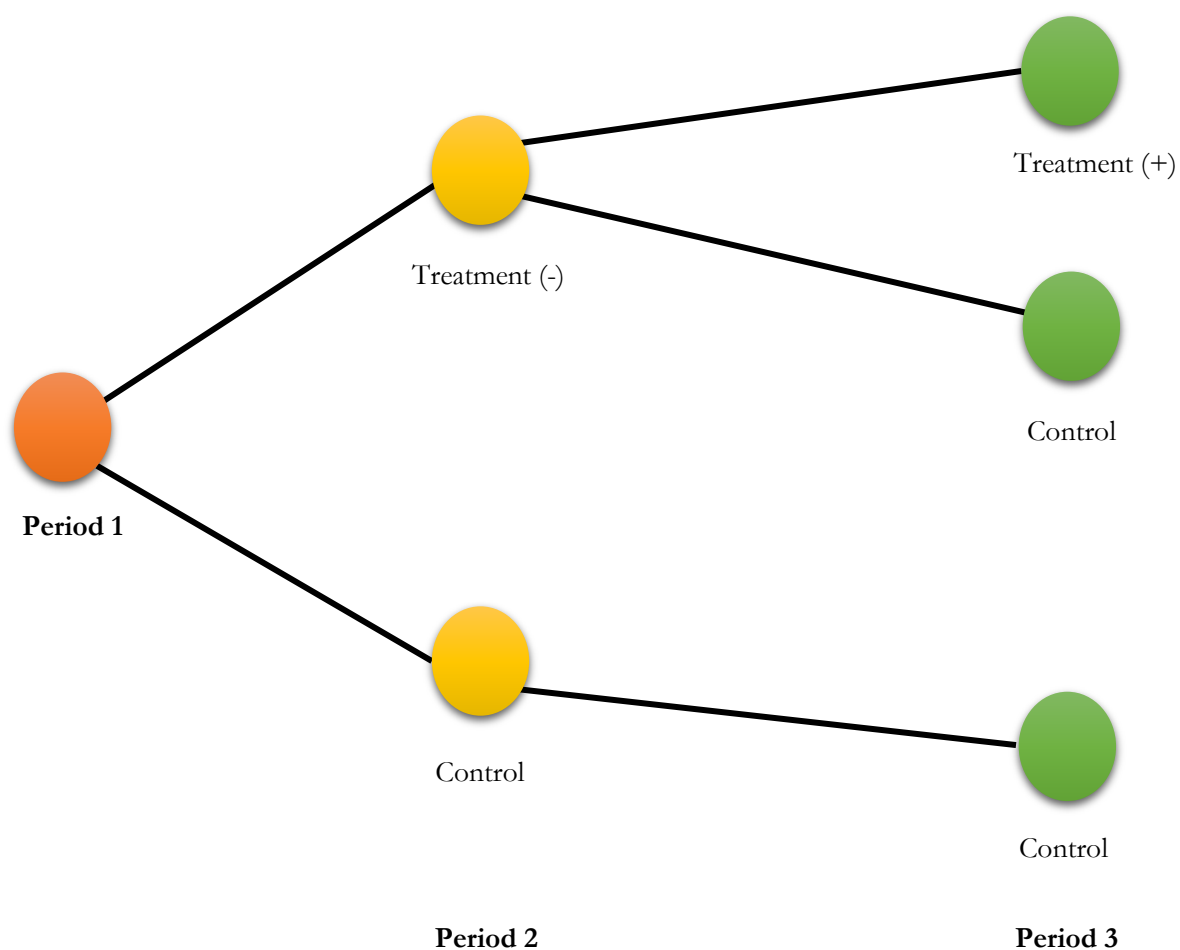 Treatment (+)
Treatment (-)
Control
Period 1
Control
Control
Period 2
Period 3